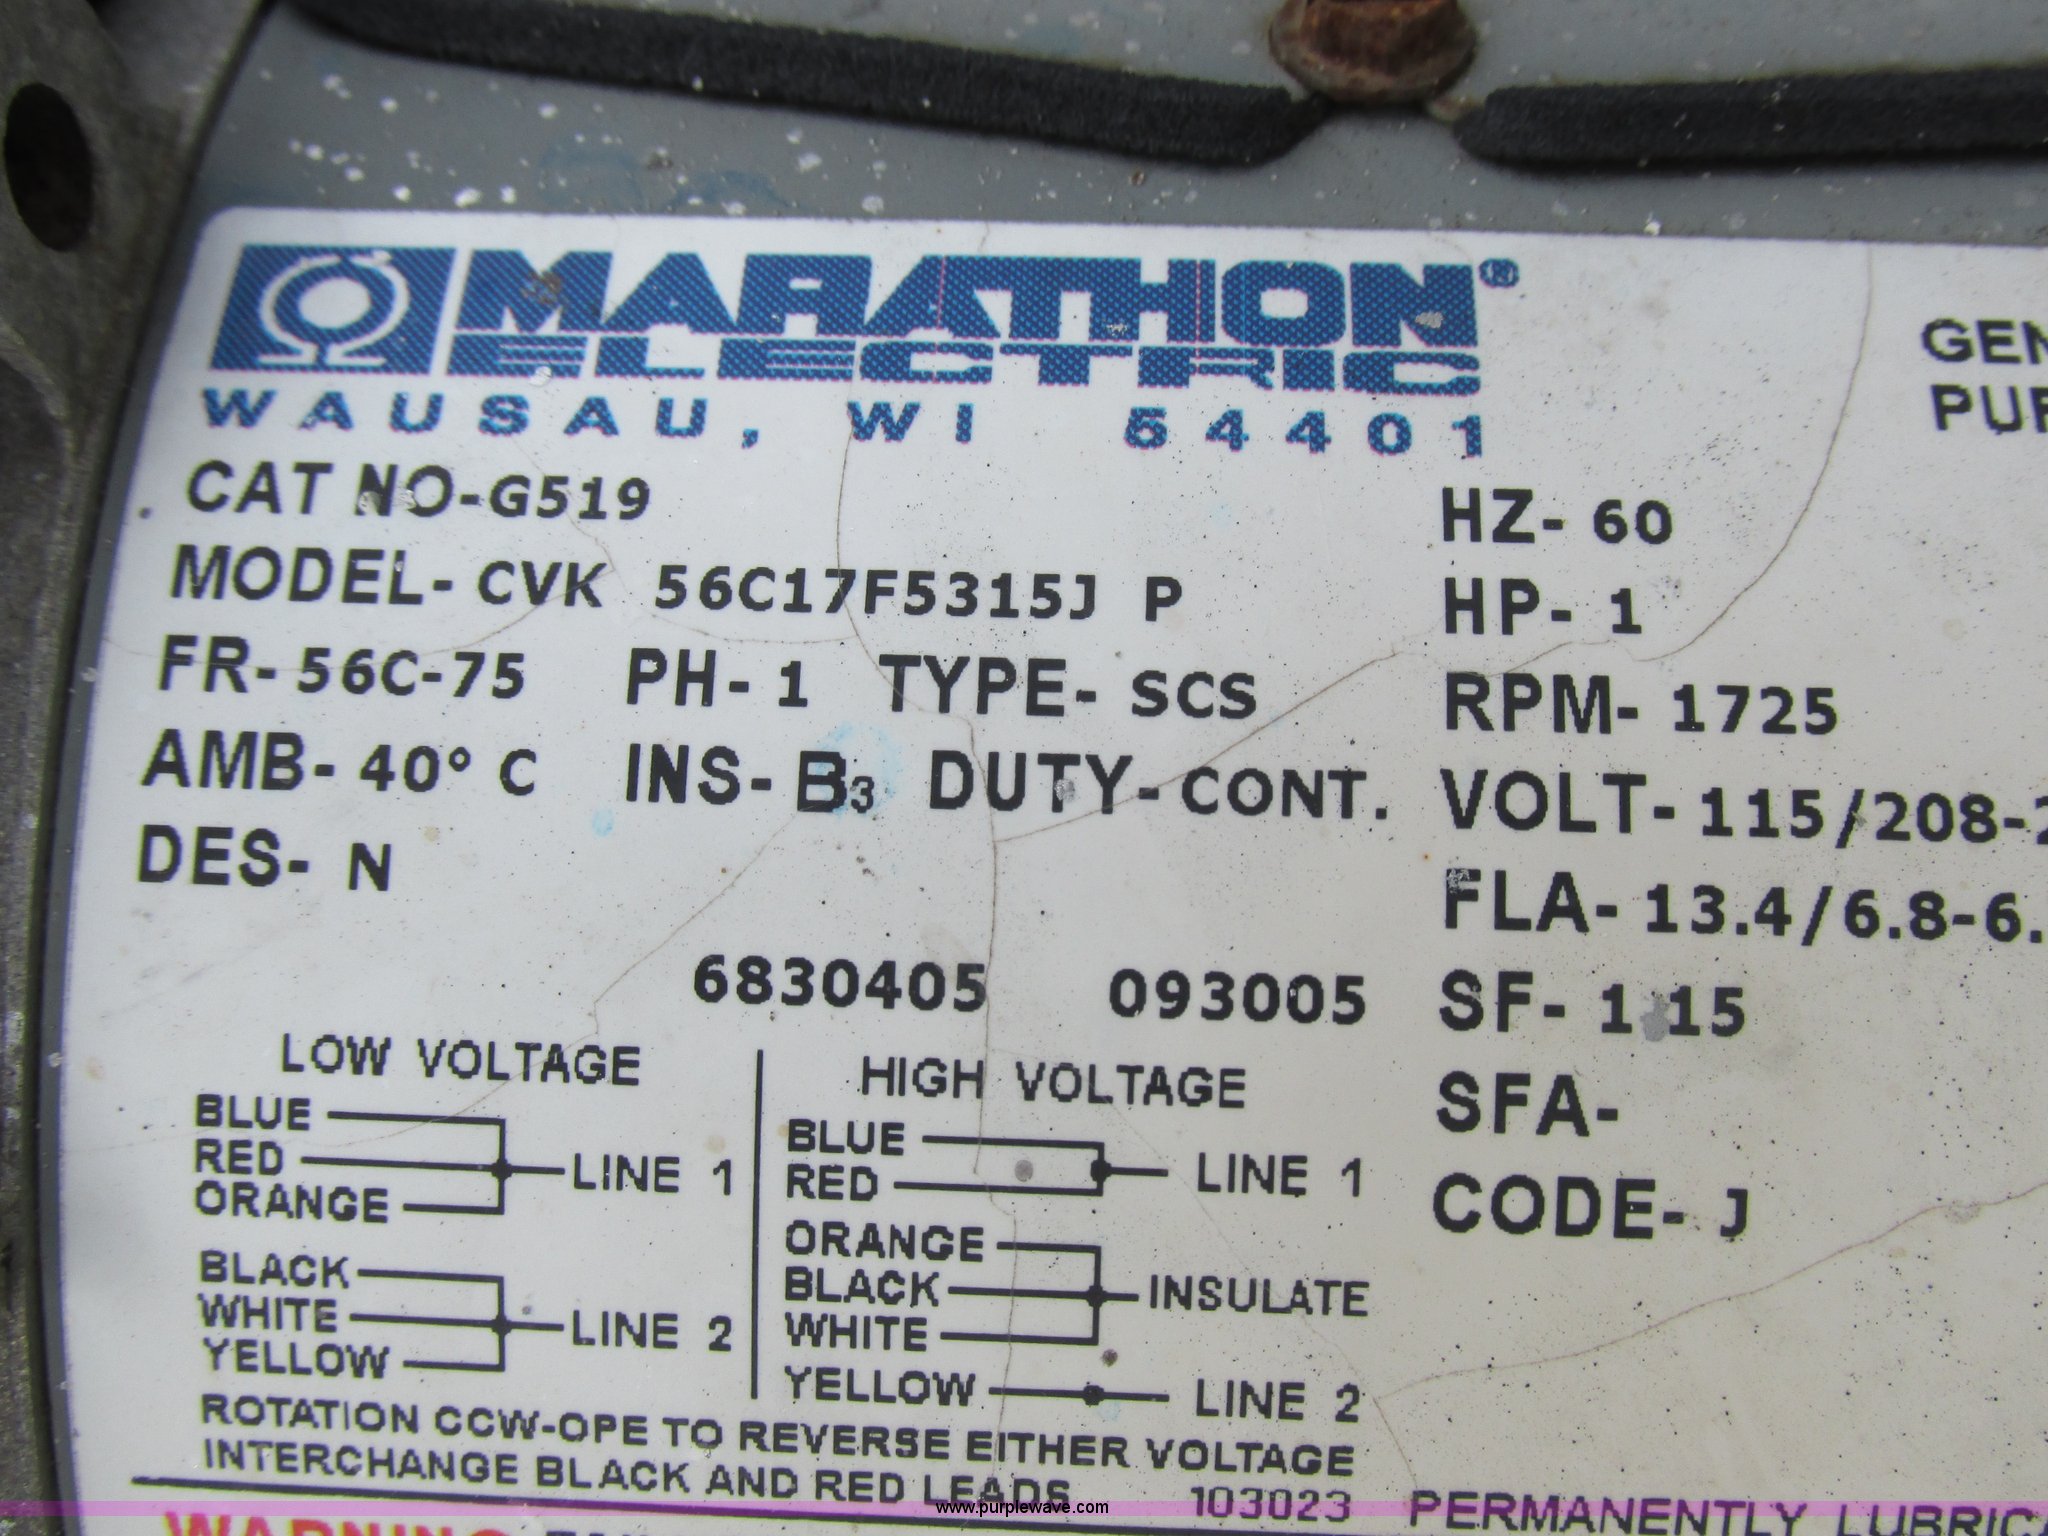 MARATHON®
ELECTRIC
WAUSAU, WI 54401
CAT NO-G519
MODEL- CVK 56C17F5315J P
FR- 56C-75 PH- 1 TYPE- SCS
AMB- 40° C INS- B3 DUTY- CONT.
DES- N
6830405 093005
HZ- 60
HP- 1
RPM- 1725
VOLT- 115/208-2
FLA- 13.4/6.8-6.
SF- 1.15
SFA-
CODE- J
GEN
PUR
LOW VOLTAGE
BLUE
RED
ORANGE
LINE 1
BLACK
WHITE
YELLOW
LINE 2
HIGH VOLTAGE
BLUE
RED
LINE 1
ORANGE
BLACK
WHITE
INSULATE
YELLOW
LINE 2
ROTATION CCW-OPE TO REVERSE EITHER VOLTAGE
INTERCHANGE BLACK AND RED LEADS 103023
PERMANENTLY LUBRICA
WARNING
www.purplewave.com